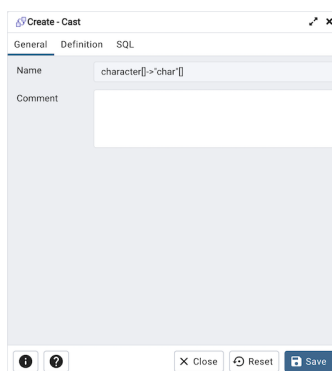 Create - Cast
General Definition SQL
Name character[]->"char"[]
Comment
Close Reset Save